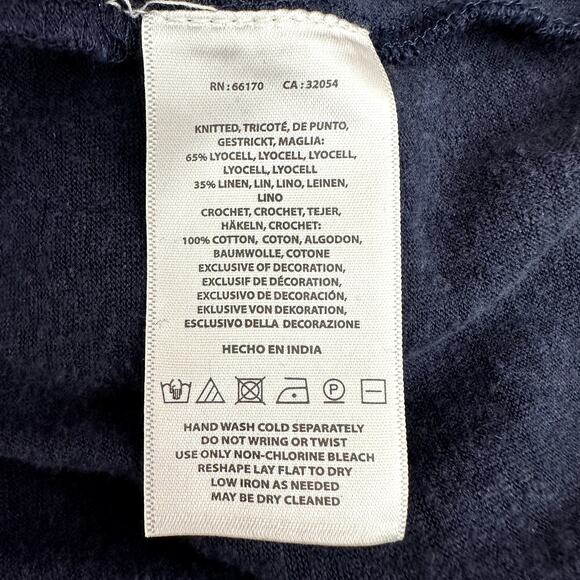 RN : 66170 CA : 32054
KNITTED, TRICOTÉ, DE PUNTO,
GESTRICKT, MAGLIA:
65% LYOCELL, LYOCELL, LYOCELL,
LYOCELL, LYOCELL
35% LINEN, LIN, LINO, LEINEN,
LINO
CROCHET, CROCHET, TEJER,
HÄKELN, CROCHET:
100% COTTON, COTON, ALGODON,
BAUMWOLLE, COTONE
EXCLUSIVE OF DECORATION,
EXCLUSIF DE DÉCORATION,
EXCLUSIVO DE DECORACIÓN,
EKLUSIVE VON DEKORATION,
ESCLUSIVO DELLA DECORAZIONE
HECHO EN INDIA
P
HAND WASH COLD SEPARATELY
DO NOT WRING OR TWIST
USE ONLY NON-CHLORINE BLEACH
RESHAPE LAY FLAT TO DRY
LOW IRON AS NEEDED
MAY BE DRY CLEANED